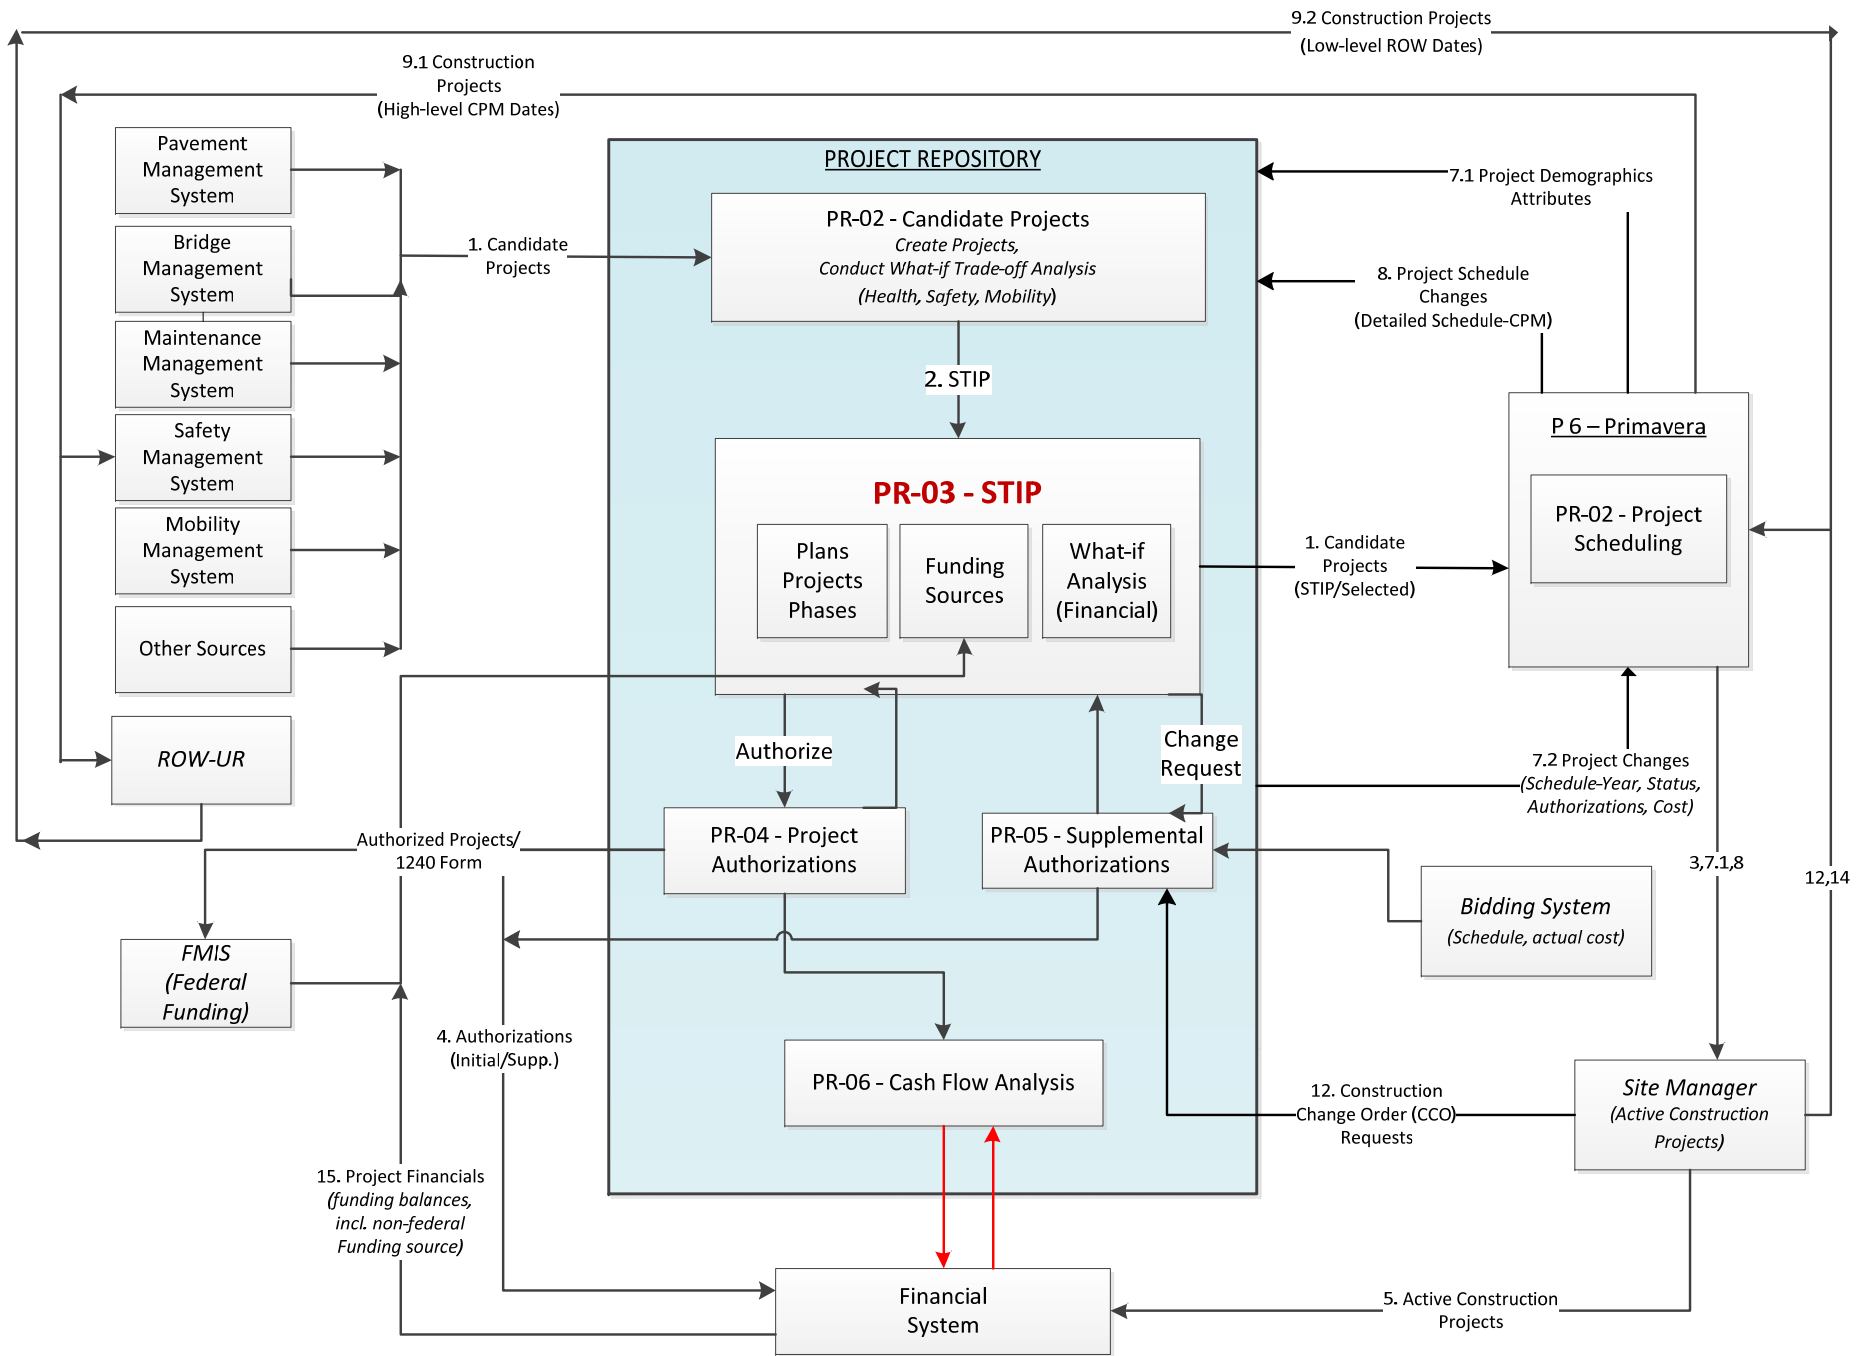 9.2 Construction Projects
(Low-level ROW Dates)
9.1 Construction
Projects
(High-level CPM Dates)
Pavement
Management
System
Bridge
Management
System
Maintenance
Management
System
Safety
Management
System
Mobility
Management
System
Other Sources
ROW-UR
1. Candidate
Projects
PROJECT REPOSITORY
PR-02 - Candidate Projects
Create Projects,
Conduct What-if Trade-off Analysis
(Health, Safety, Mobility)
2. STIP
PR-03 - STIP
Plans
Projects
Phases
Funding
Sources
What-if
Analysis
(Financial)
Authorize
Change
Request
PR-04 - Project
Authorizations
PR-05 - Supplemental
Authorizations
PR-06 - Cash Flow Analysis
7.1 Project Demographics
Attributes
8. Project Schedule
Changes
(Detailed Schedule-CPM)
P 6 – Primavera
PR-02 - Project
Scheduling
1. Candidate
Projects
(STIP/Selected)
7.2 Project Changes
(Schedule-Year, Status,
Authorizations, Cost)
3,7.1,8
12,14
Bidding System
(Schedule, actual cost)
Authorized Projects/
1240 Form
FMIS
(Federal
Funding)
4. Authorizations
(Initial/Supp.)
12. Construction
Change Order (CCO)
Requests
Site Manager
(Active Construction
Projects)
15. Project Financials
(funding balances,
incl. non-federal
Funding source)
Financial
System
5. Active Construction
Projects